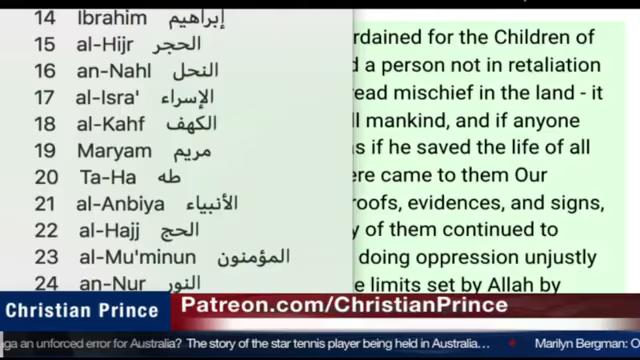 14 Ibrahim إبراهيم
15 al-Hijr الحجر
16 an-Nahl النحل
17 al-Isra' الإسراء
18 al-Kahf الكهف
19 Maryam مريم
20 Ta-Ha طه
21 al-Anbiya الأنبياء
22 al-Hajj الحج
23 al-Mu'minun المؤمنون
24 an-Nur النور
rdained for the Children of
d a person not in retaliation
read mischief in the land - it
ll mankind, and if anyone
s if he saved the life of all
ere came to them Our
roofs, evidences, and signs,
y of them continued to
doing oppression unjustly
e limits set by Allah by
Christian Prince
Patreon.com/ChristianPrince
ga an unforced error for Australia? The story of the star tennis player being held in Australia... Marilyn Bergman: O